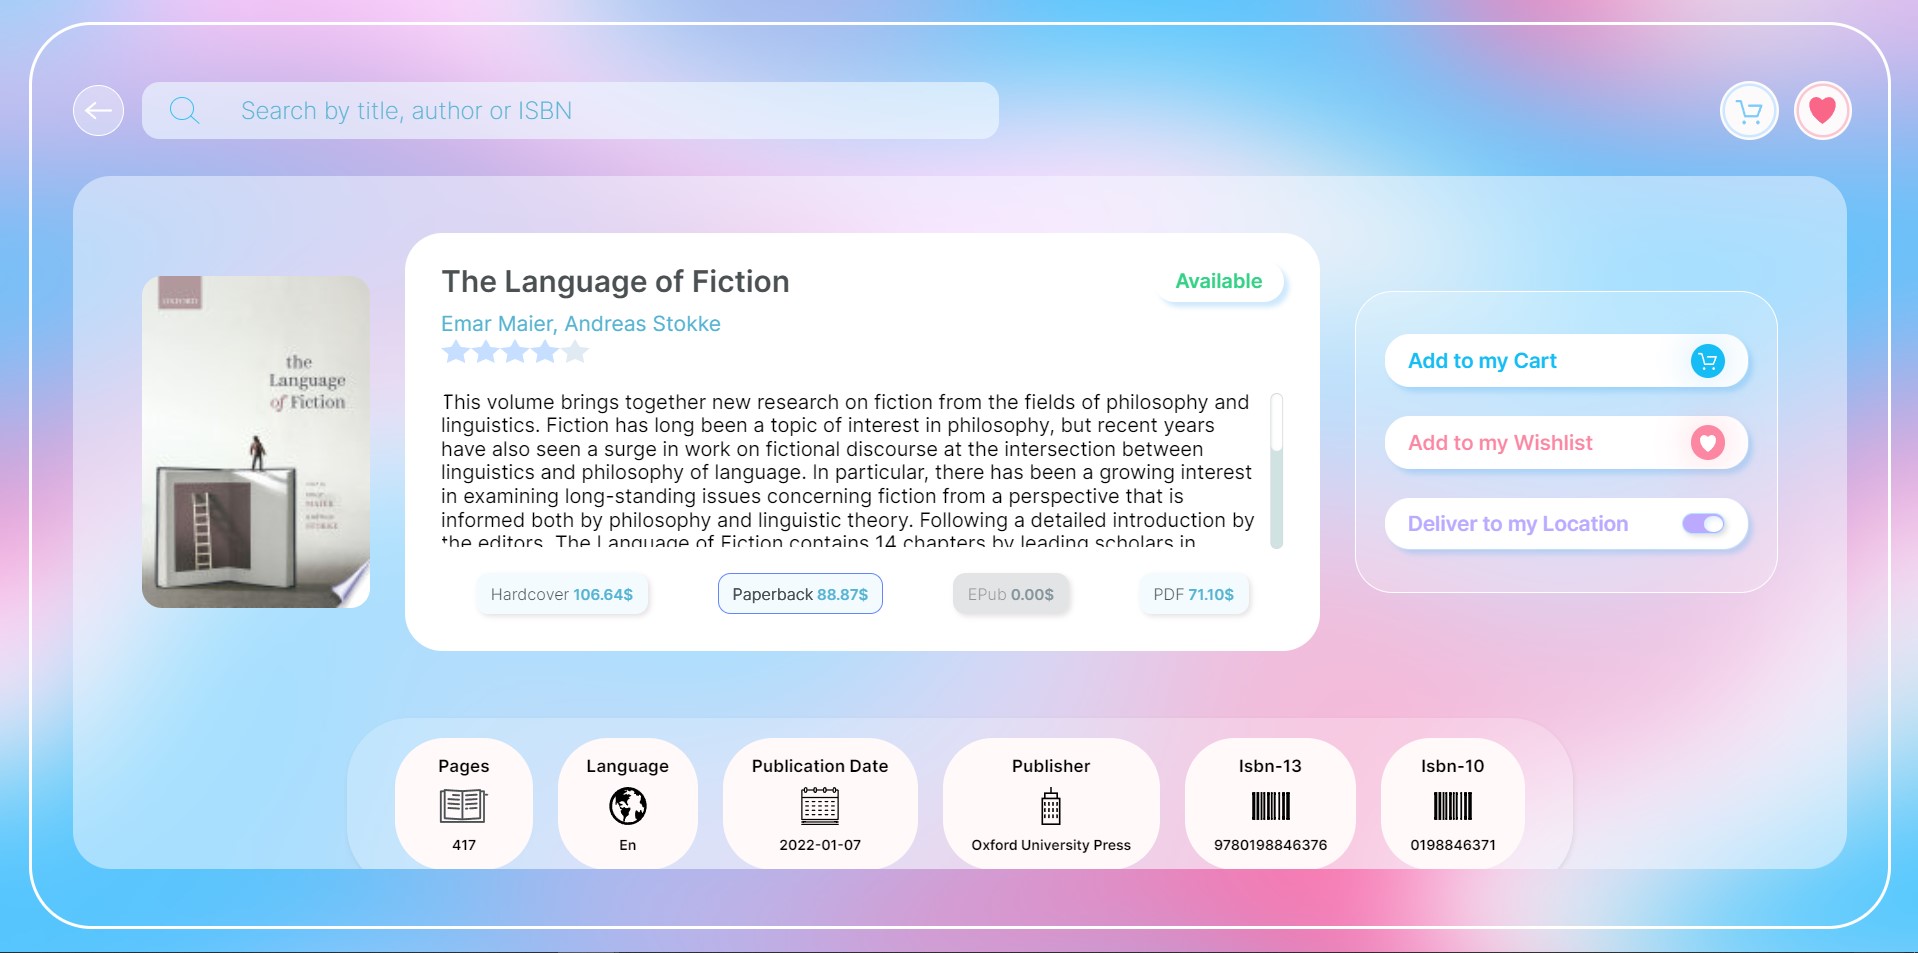 Search by title, author or ISBN
OXFORD
the
Language
of Fiction
The Language of Fiction
Available
Emar Maier, Andreas Stokke
This volume brings together new research on fiction from the fields of philosophy and
linguistics. Fiction has long been a topic of interest in philosophy, but recent years
have also seen a surge in work on fictional discourse at the intersection between
linguistics and philosophy of language. In particular, there has been a growing interest
in examining long-standing issues concerning fiction from a perspective that is
informed both by philosophy and linguistic theory. Following a detailed introduction by
the editors, The Language of Fiction contains 14 chapters by leading scholars in
Hardcover 106.64$
Paperback 88.87$
EPub 0.00$
PDF 71.10$
Add to my Cart
Add to my Wishlist
Deliver to my Location
Pages
417
Language
En
Publication Date
2022-01-07
Publisher
Oxford University Press
Isbn-13
9780198846376
Isbn-10
0198846371